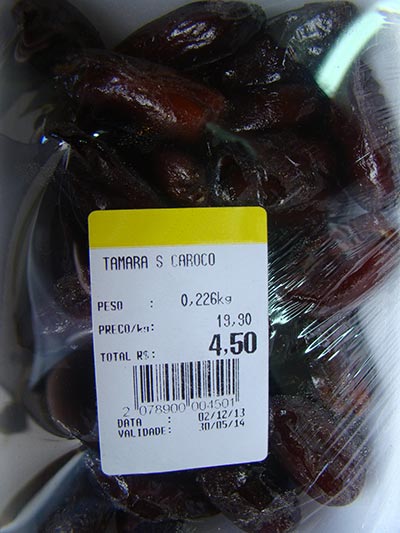 TAMARA S CAROCO
PESO : 0,226kg
PRECO/kg: 19,90
TOTAL R$: 4,50
2 078900 004501
DATA : 02/12/13
VALIDADE: 30/05/14